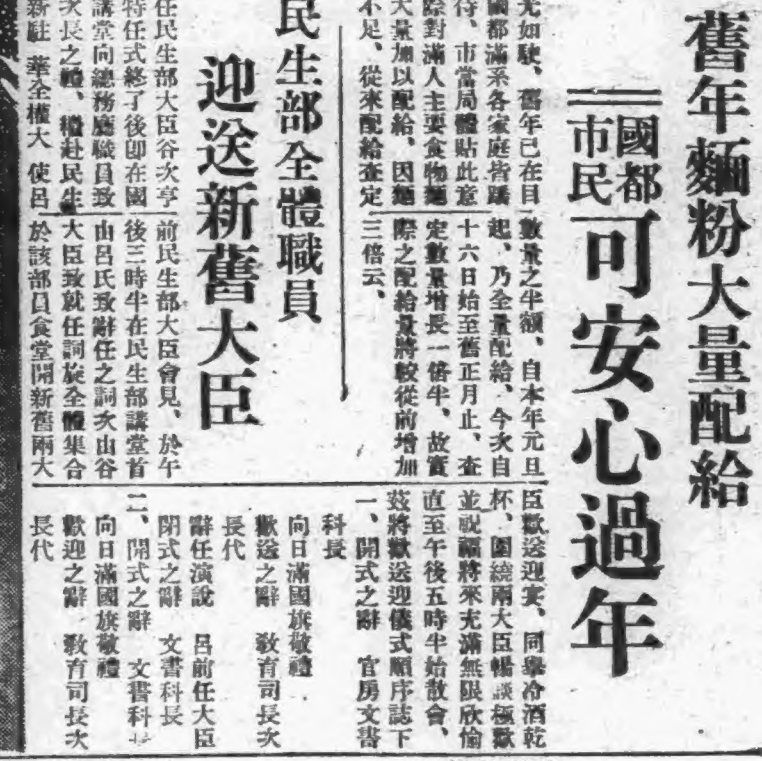 舊年麵粉大量配給
國都
市民
可安心過年
光如駛、舊年已在目
國都滿系各家庭皆購
待、市當局體貼此意
際對滿人主要食物麵
大量加以配給、因麵
不足、從來配給查定
數量之半額、自本年元旦
起、乃全量配給、今次自
十六日始至舊正月止、查
定數量增長一倍半、故實
際之配給量將較從前增加
三倍云、
民生部全體職員
迎送新舊大臣
任民生部大臣谷次亨
特任式終了後卽在國
講堂向總務廳職員致
次長之禮、繼赴民生
新駐 華全權大 使呂
前民生部大臣會見、於午
後三時半在民生部講堂首
由呂氏致辭任之詞次由谷
大臣致就任詞旋全體集合
於該部員食堂開新舊兩大
臣歡送迎宴、同舉冷酒乾
杯、圍繞兩大臣暢談極歡
並祝福將來充滿無限欣愉
直至午後五時半始散會、
茲將歡送迎儀式順序誌下
一、開式之辭 官房文書
科長
向日滿國旗敬禮
歡送之辭 敎育司長次
長代
辭任演說 呂前任大臣
閉式之辭 文書科長
二、開式之辭 文書科長
向日滿國旗敬禮
歡迎之辭 敎育司長次
長代